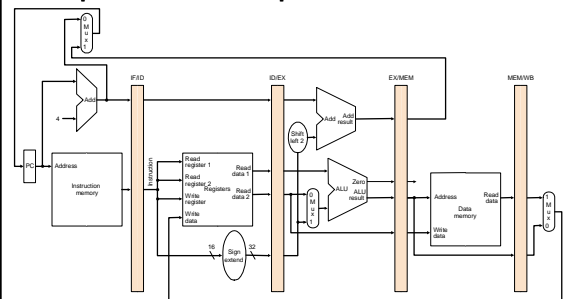 0
M
u
x
1
IF/ID
ID/EX
EX/MEM
MEM/WB
Add
4
Add
Add
result
Shift
left 2
PC
Address
Instruction
memory
Instruction
Read
register 1
Read
register 2
Write
register
Write
data
Registers
Read
data 1
Read
data 2
0
M
u
x
1
Zero
ALU
ALU
result
Address
Data
memory
Read
data
Write
data
1
M
u
x
0
16
Sign
extend
32